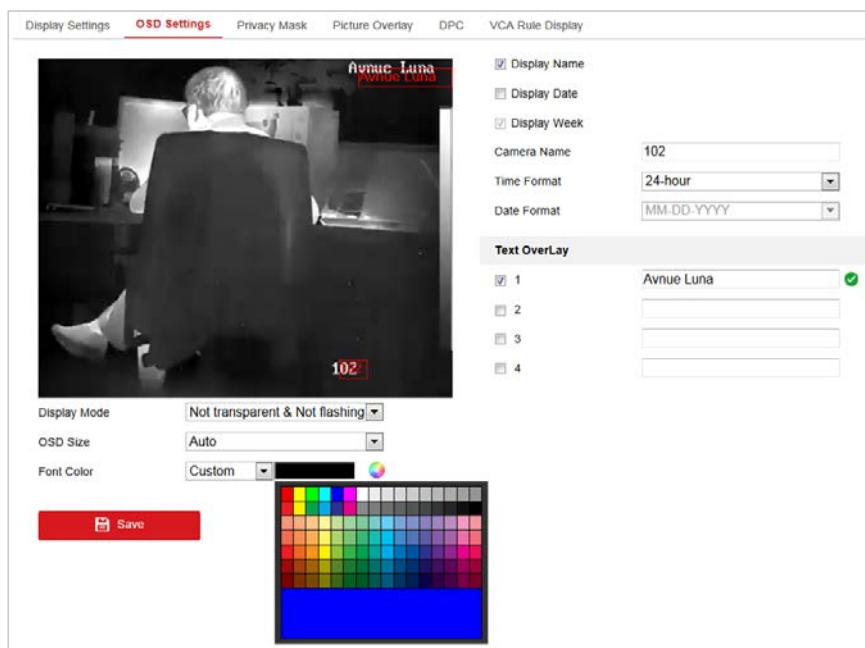 Display Settings OSD Settings Privacy Mask Picture Overlay DPC VCA Rule Display
Avnue Luna
Avnue Luna
102
Display Mode Not transparent & Not flashing
OSD Size Auto
Font Color Custom
Save
Display Name
Display Date
Display Week
Camera Name 102
Time Format 24-hour
Date Format MM-DD-YYYY
Text OverLay
1 Avnue Luna
2
3
4